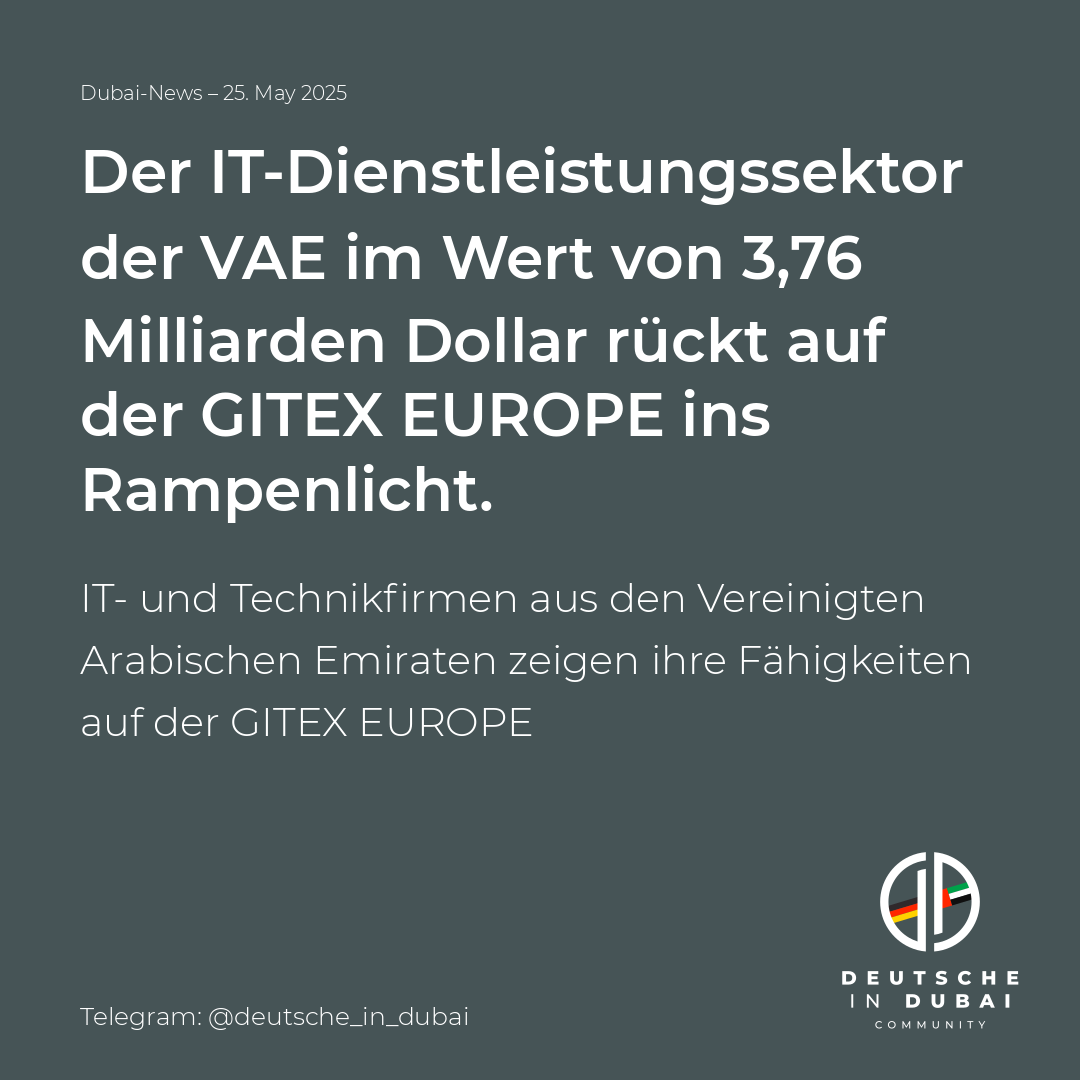 Dubai-News – 25. May 2025
Der IT-Dienstleistungssektor
der VAE im Wert von 3,76
Milliarden Dollar rückt auf
der GITEX EUROPE ins
Rampenlicht.
IT- und Technikfirmen aus den Vereinigten
Arabischen Emiraten zeigen ihre Fähigkeiten
auf der GITEX EUROPE
DEUTSCHE
IN DUBAI
COMMUNITY
Telegram: @deutsche_in_dubai